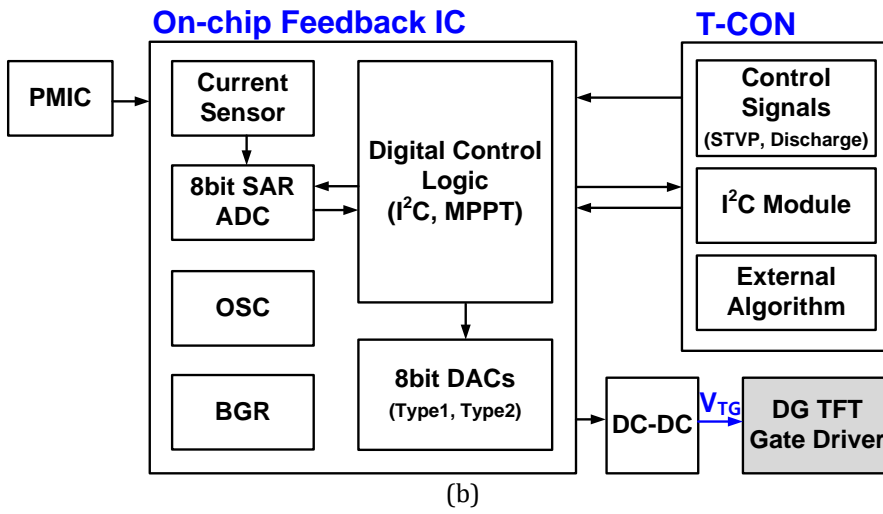 On-chip Feedback IC
T-CON
PMIC
Current
Sensor
8bit SAR
ADC
OSC
BGR
Digital Control
Logic
(I²C, MPPT)
8bit DACs
(Type1, Type2)
Control
Signals
(STVP, Discharge)
I²C Module
External
Algorithm
DC-DC
V_TG
DG TFT
Gate Driver
(b)